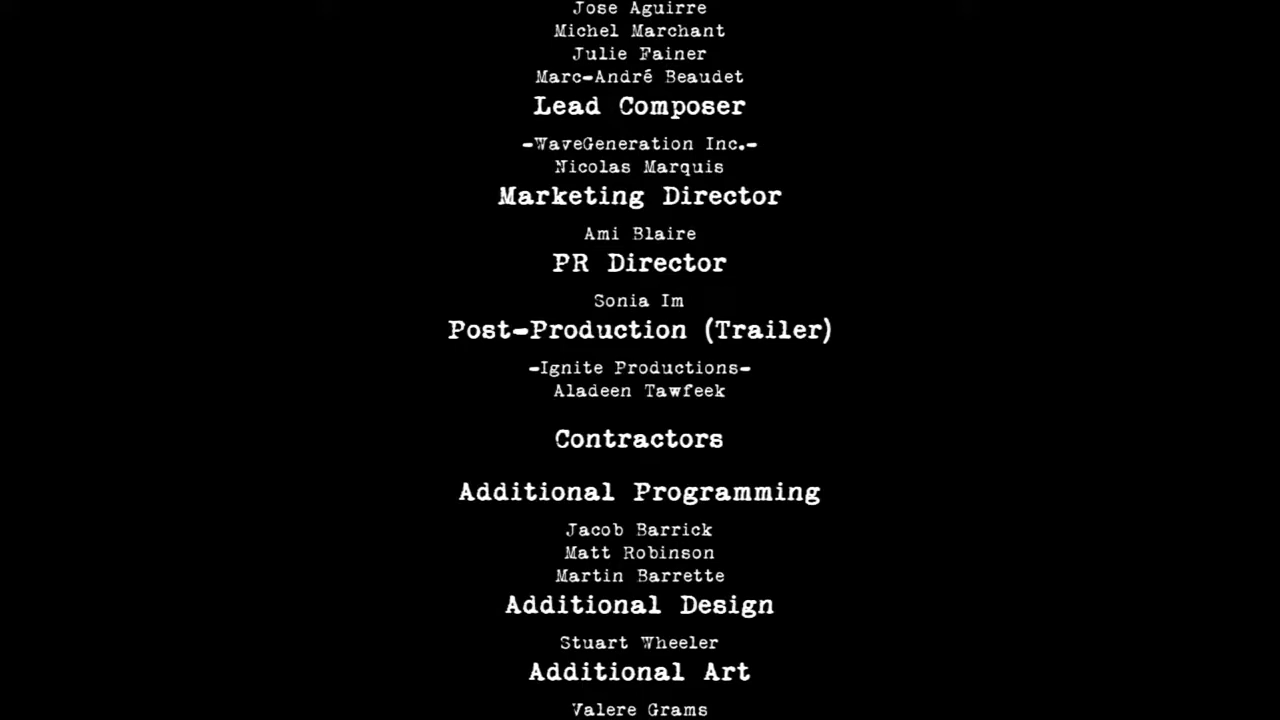 Jose Aguirre
Michel Marchant
Julie Fainer
Marc-André Beaudet
Lead Composer
-WaveGeneration Inc.-
Nicolas Marquis
Marketing Director
Ami Blaire
PR Director
Sonia Im
Post-Production (Trailer)
-Ignite Productions-
Aladeen Tawfeek
Contractors
Additional Programming
Jacob Barrick
Matt Robinson
Martin Barrette
Additional Design
Stuart Wheeler
Additional Art
Valere Grams